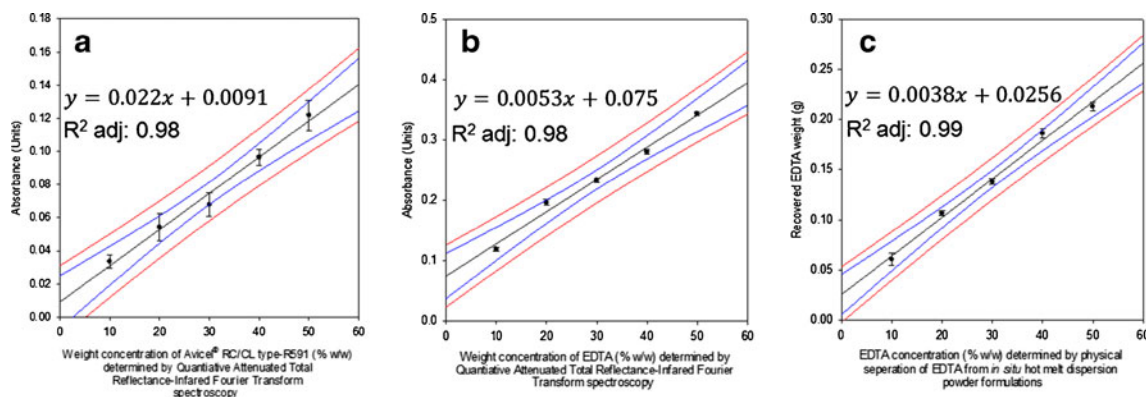 a
y = 0.022x + 0.0091
R² adj: 0.98
Absorbance (Units)
0.18
0.16
0.14
0.12
0.10
0.08
0.06
0.04
0.02
0.00
0 10 20 30 40 50 60
Weight concentration of Avicel® RC/CL type-R591 (% w/w)
determined by Quantiative Attenuated Total
Reflectance-Infared Fourier Transform
spectroscopy
b
y = 0.0053x + 0.075
R² adj: 0.98
Absorbance (Units)
0.5
0.4
0.3
0.2
0.1
0.0
0 10 20 30 40 50 60
Weight concentration of EDTA (% w/w) determined by
Quantiative Attenuated Total Reflectance-Infrared Fourier
Transform spectroscopy
c
y = 0.0038x + 0.0256
R² adj: 0.99
Recovered EDTA weight (g)
0.30
0.25
0.20
0.15
0.10
0.05
0.00
0 10 20 30 40 50 60
EDTA concentration (% w/w) determined by physical
seperation of EDTA from in situ hot melt dispersion
powder formulations